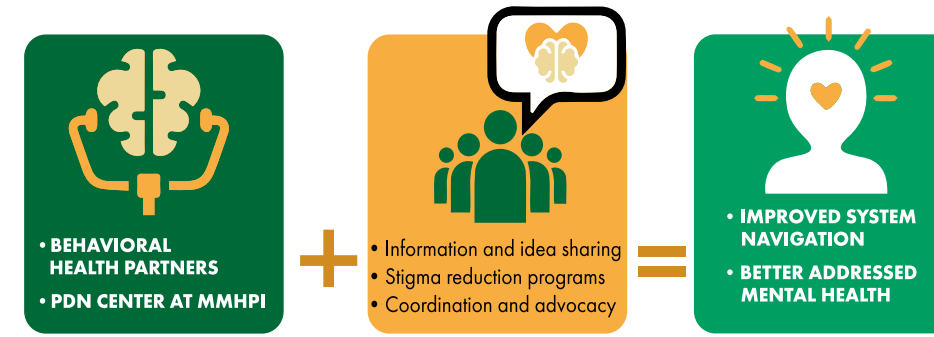 • BEHAVIORAL
HEALTH PARTNERS
• PDN CENTER AT MMHPI
+
• Information and idea sharing
• Stigma reduction programs
• Coordination and advocacy
=
• IMPROVED SYSTEM
NAVIGATION
• BETTER ADDRESSED
MENTAL HEALTH